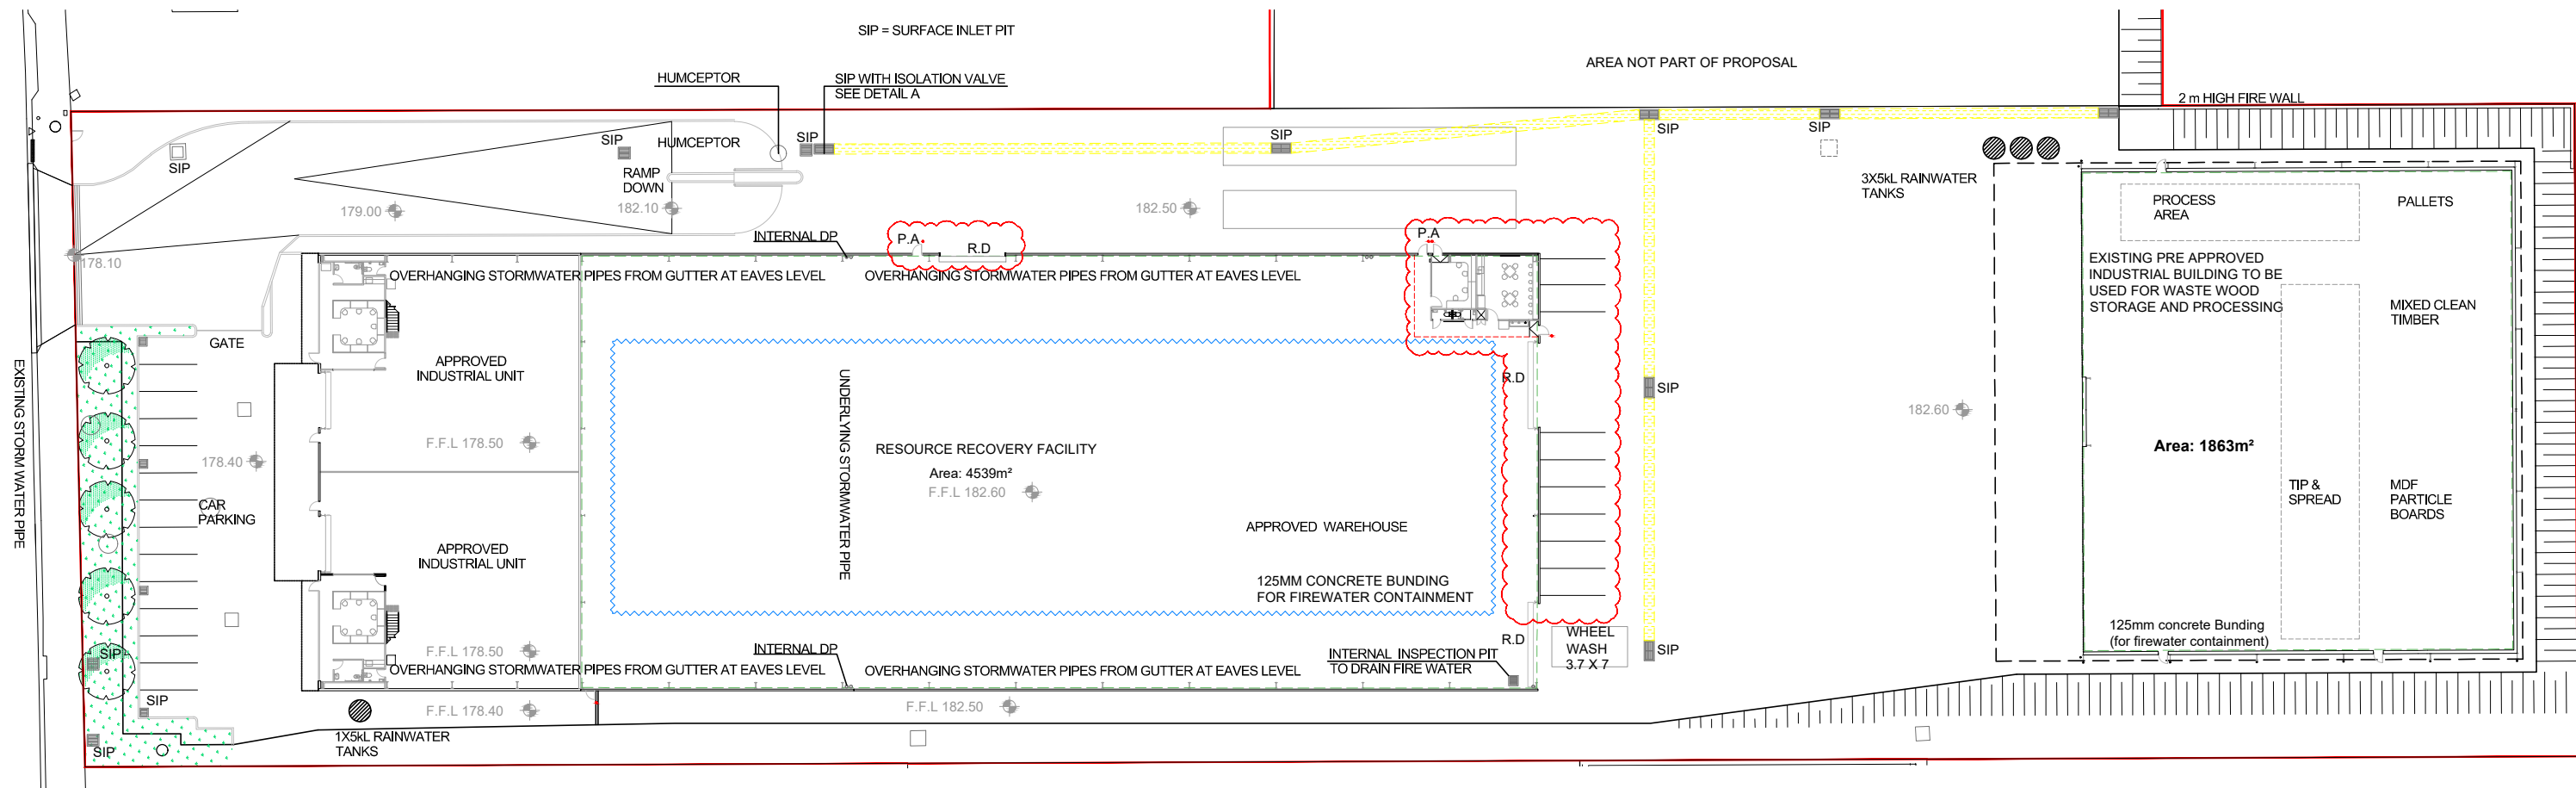 SIP = SURFACE INLET PIT
AREA NOT PART OF PROPOSAL
HUMCEPTOR
SIP WITH ISOLATION VALVE
SEE DETAIL A
2 m HIGH FIRE WALL
SIP
SIP
HUMCEPTOR
SIP
SIP
SIP
SIP
RAMP
DOWN
3X5kL RAINWATER
TANKS
179.00
182.10
182.50
PROCESS
AREA
PALLETS
INTERNAL DP
P.A
R.D
P.A
178.10
OVERHANGING STORMWATER PIPES FROM GUTTER AT EAVES LEVEL
OVERHANGING STORMWATER PIPES FROM GUTTER AT EAVES LEVEL
EXISTING PRE APPROVED
INDUSTRIAL BUILDING TO BE
USED FOR WASTE WOOD
STORAGE AND PROCESSING
MIXED CLEAN
TIMBER
GATE
APPROVED
INDUSTRIAL UNIT
R.D
SIP
182.60
EXISTING STORM WATER PIPE
UNDERLYING STORMWATER PIPE
F.F.L 178.50
RESOURCE RECOVERY FACILITY
Area: 4539m²
F.F.L 182.60
Area: 1863m²
178.40
CAR
PARKING
TIP &
SPREAD
MDF
PARTICLE
BOARDS
APPROVED WAREHOUSE
APPROVED
INDUSTRIAL UNIT
125MM CONCRETE BUNDING
FOR FIREWATER CONTAINMENT
125mm concrete Bunding
(for firewater containment)
WHEEL
WASH
3.7 X 7
R.D
SIP
SIP
F.F.L 178.50
INTERNAL DP
INTERNAL INSPECTION PIT
TO DRAIN FIRE WATER
OVERHANGING STORMWATER PIPES FROM GUTTER AT EAVES LEVEL
OVERHANGING STORMWATER PIPES FROM GUTTER AT EAVES LEVEL
SIP
F.F.L 178.40
F.F.L 182.50
1X5kL RAINWATER
TANKS
SIP